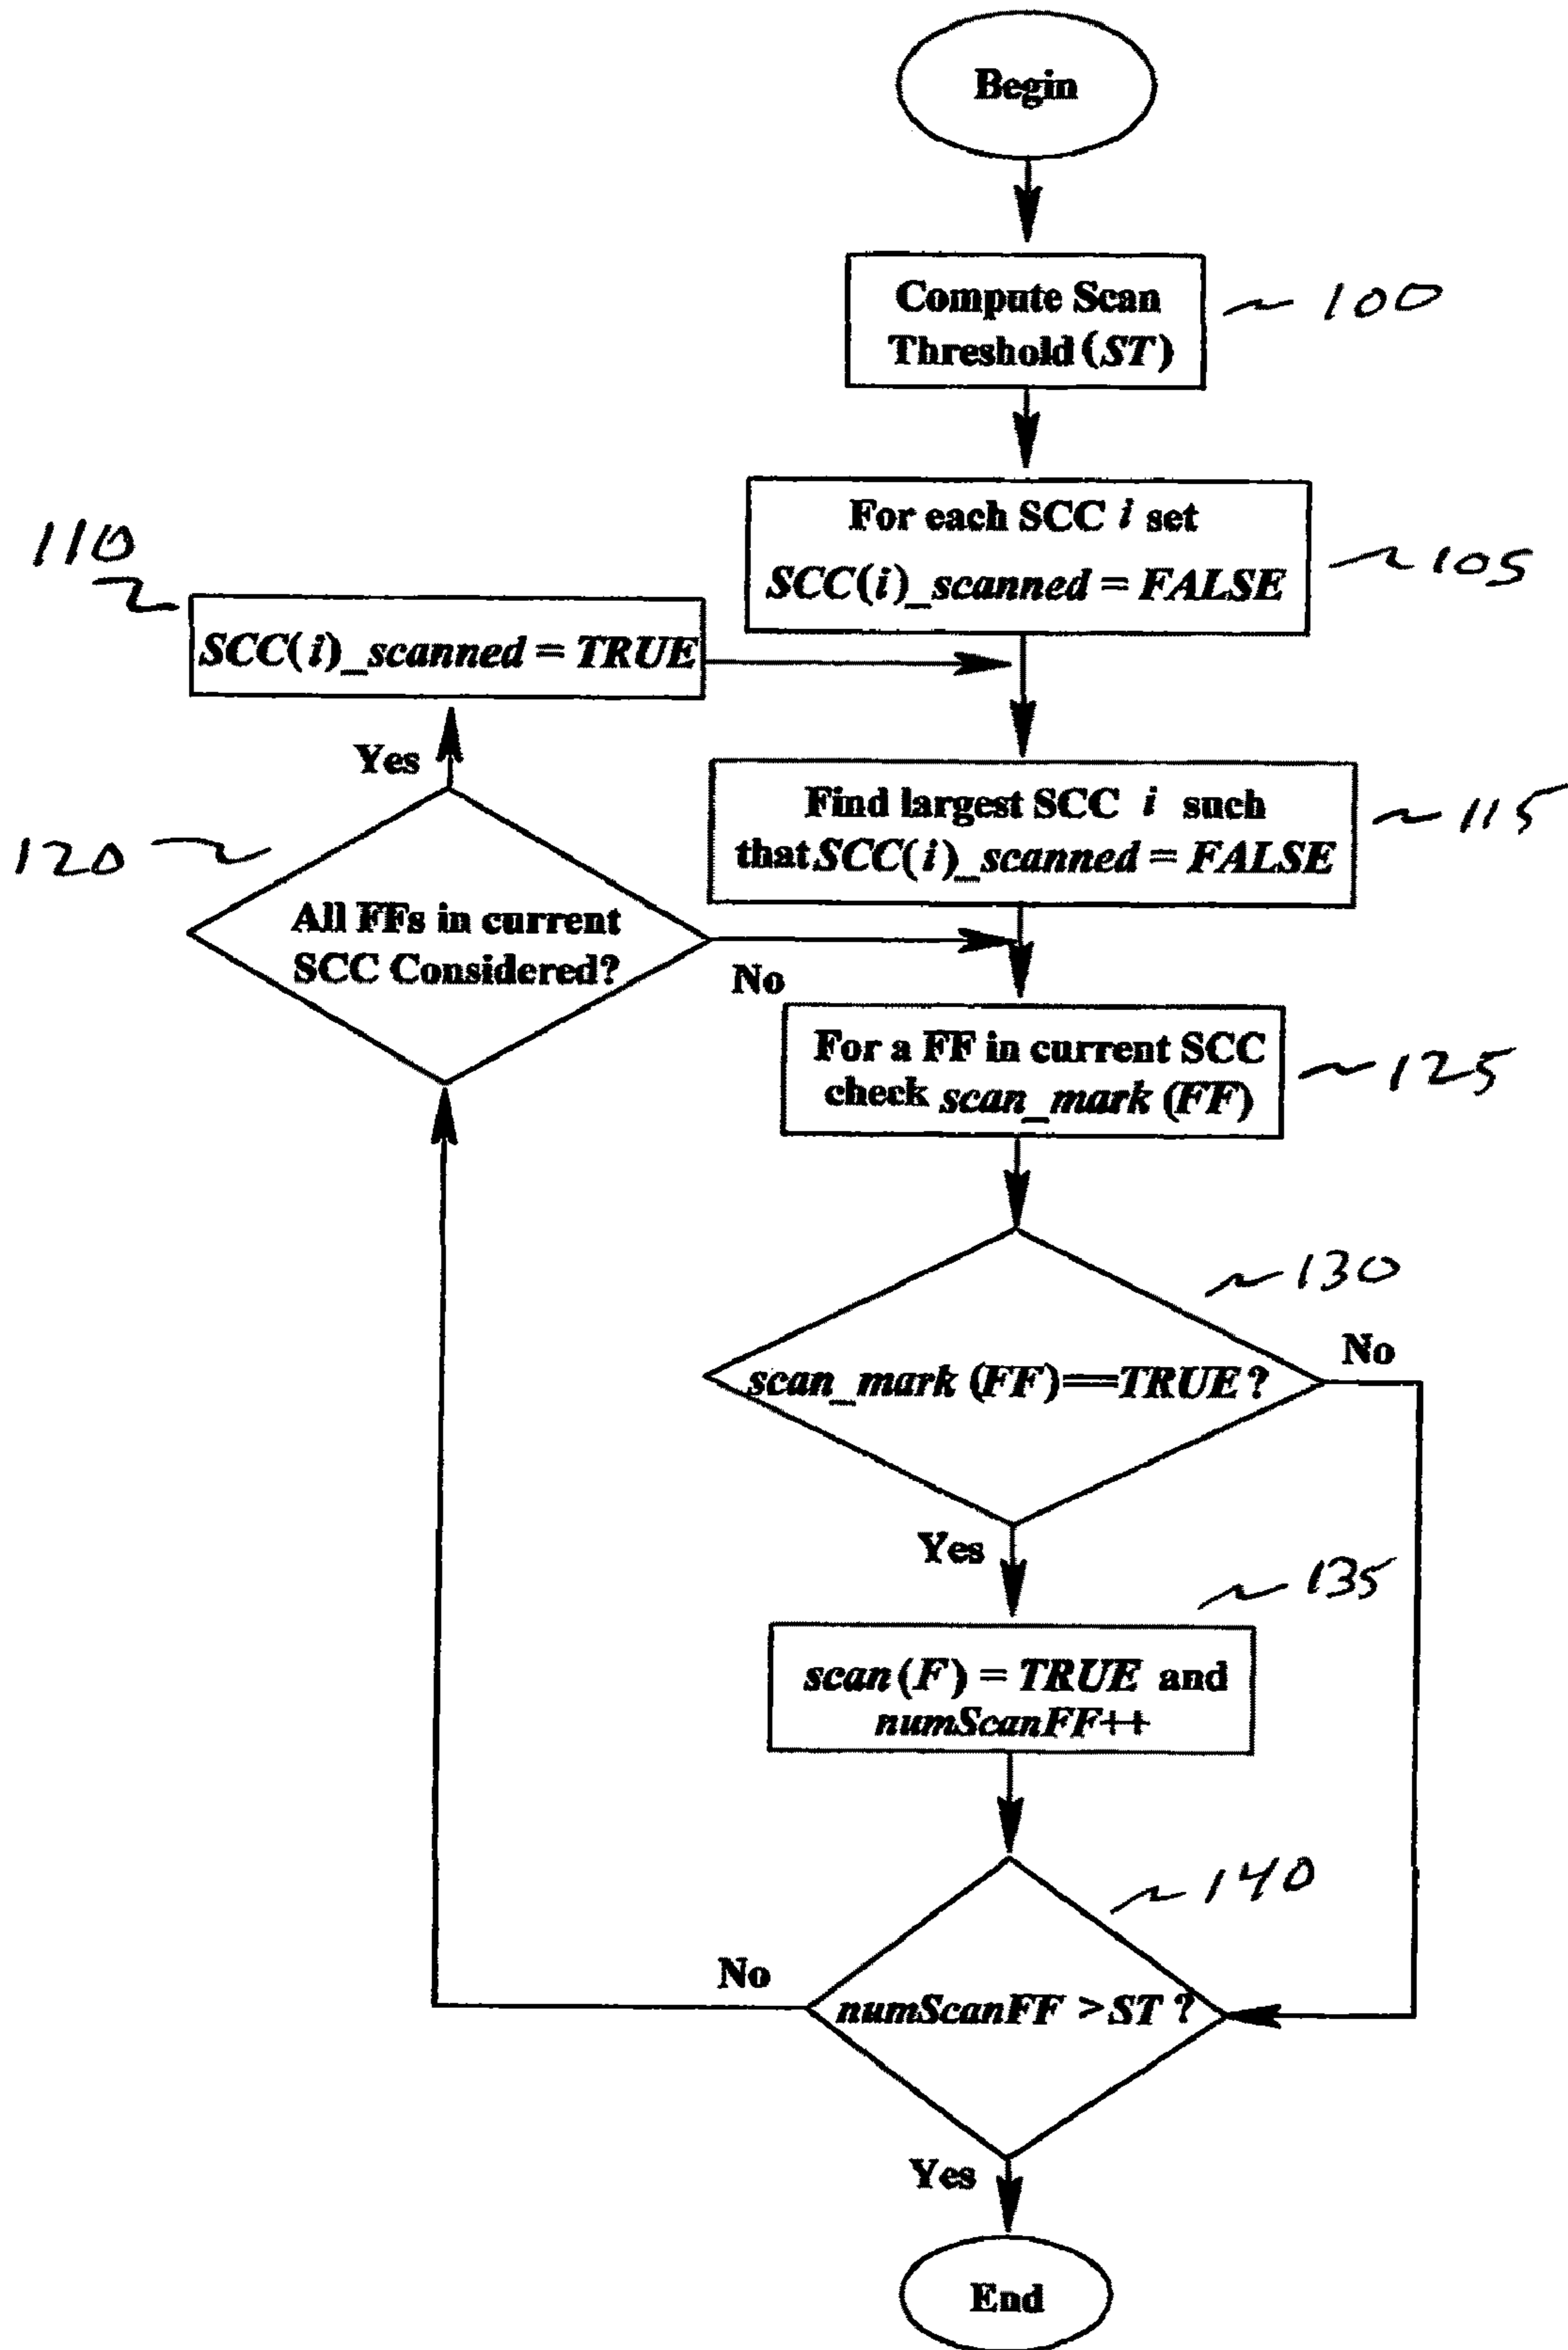 Begin
Compute Scan
Threshold (ST)
100
For each SCC i set
SCC(i)_scanned = FALSE
105
110
SCC(i)_scanned = TRUE
Yes
Find largest SCC i such
that SCC(i)_scanned = FALSE
115
120
All FFs in current
SCC Considered?
No
For a FF in current SCC
check scan_mark (FF)
125
130
scan_mark (FF)==TRUE ?
No
Yes
135
scan (F) = TRUE and
numScanFF++
140
No
numScanFF > ST ?
Yes
End